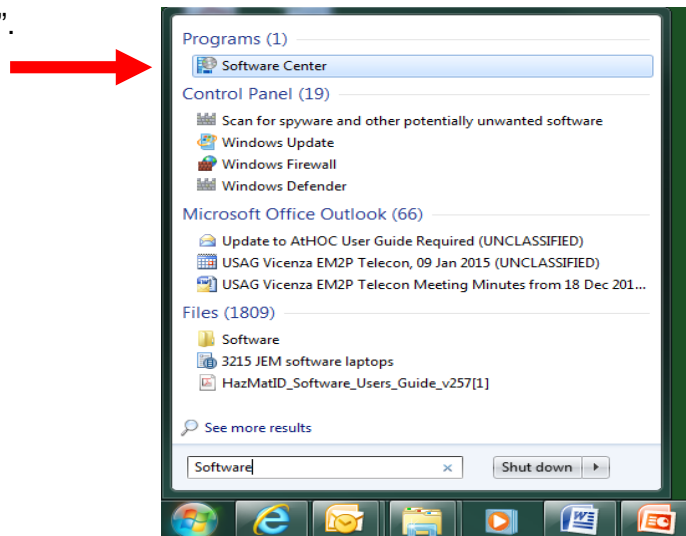 ”.
Programs (1)
Software Center
Control Panel (19)
Scan for spyware and other potentially unwanted software
Windows Update
Windows Firewall
Windows Defender
Microsoft Office Outlook (66)
Update to AtHOC User Guide Required (UNCLASSIFIED)
USAG Vicenza EM2P Telecon, 09 Jan 2015 (UNCLASSIFIED)
USAG Vicenza EM2P Telecon Meeting Minutes from 18 Dec 201...
Files (1809)
Software
3215 JEM software laptops
HazMatID_Software_Users_Guide_v257[1]
See more results
Software
Shut down